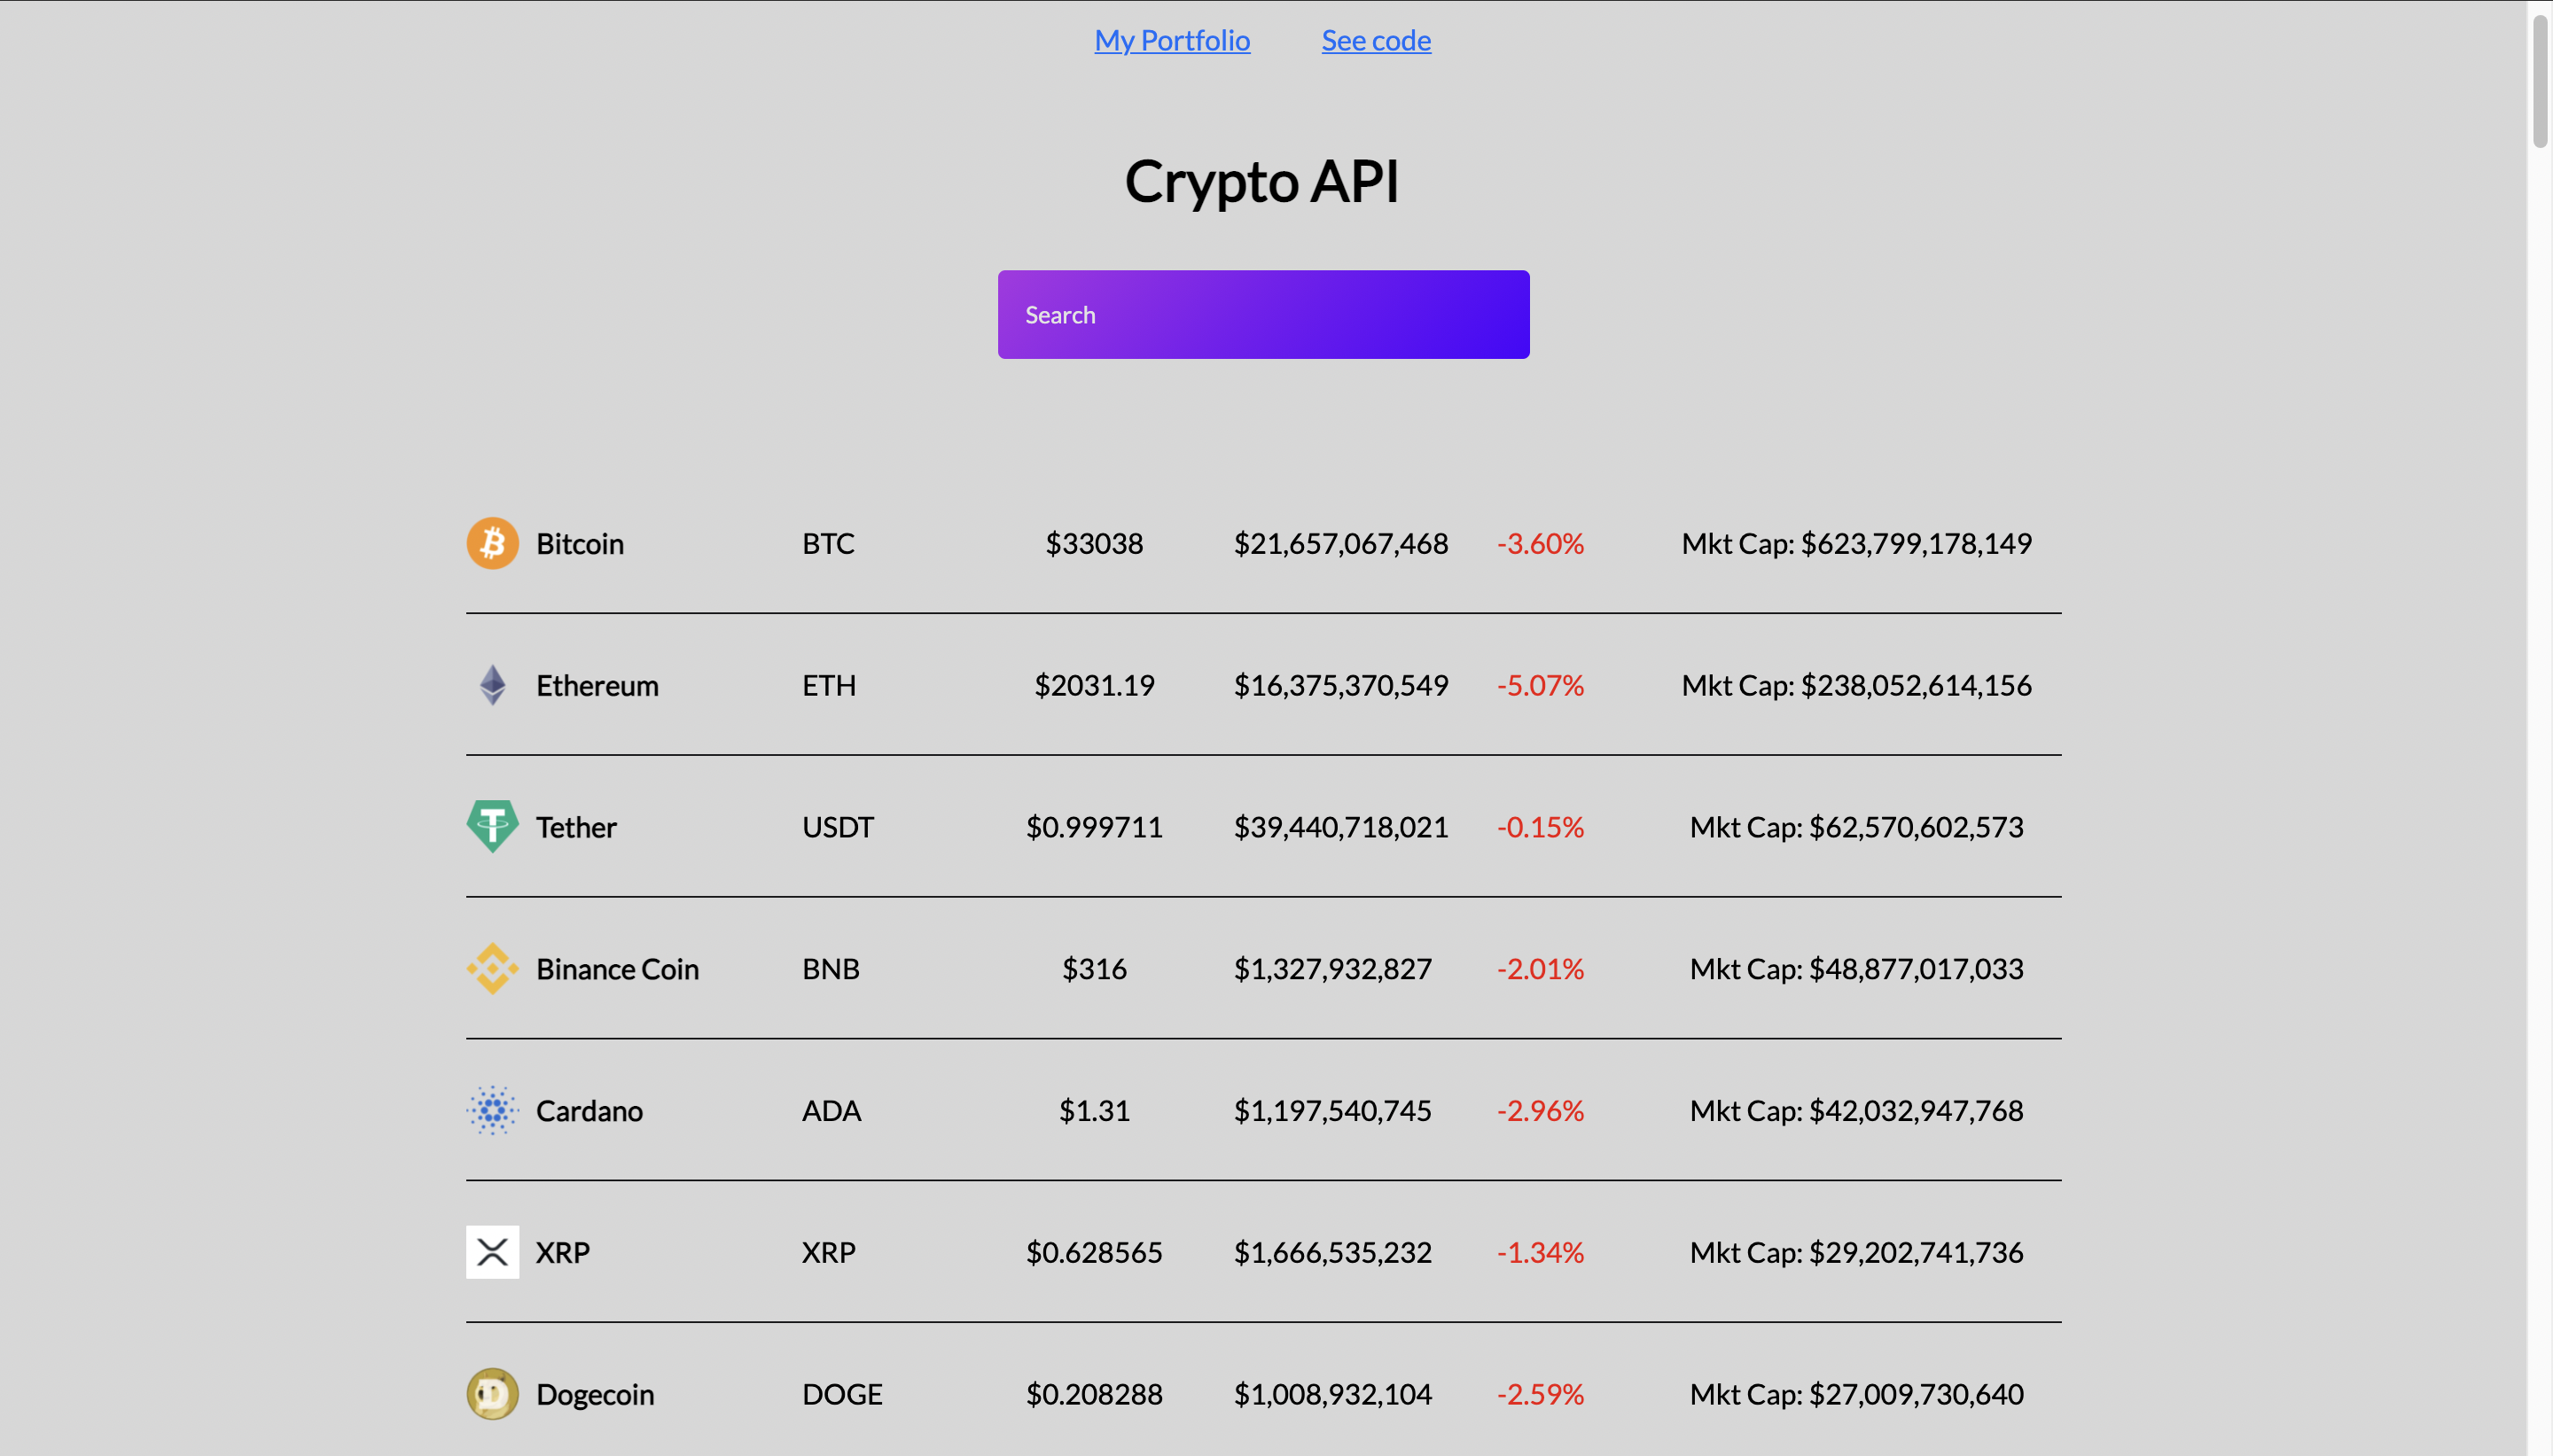 My Portfolio See code
Crypto API
Search
Bitcoin BTC $33038 $21,657,067,468 -3.60% Mkt Cap: $623,799,178,149
Ethereum ETH $2031.19 $16,375,370,549 -5.07% Mkt Cap: $238,052,614,156
Tether USDT $0.999711 $39,440,718,021 -0.15% Mkt Cap: $62,570,602,573
Binance Coin BNB $316 $1,327,932,827 -2.01% Mkt Cap: $48,877,017,033
Cardano ADA $1.31 $1,197,540,745 -2.96% Mkt Cap: $42,032,947,768
XRP XRP $0.628565 $1,666,535,232 -1.34% Mkt Cap: $29,202,741,736
Dogecoin DOGE $0.208288 $1,008,932,104 -2.59% Mkt Cap: $27,009,730,640